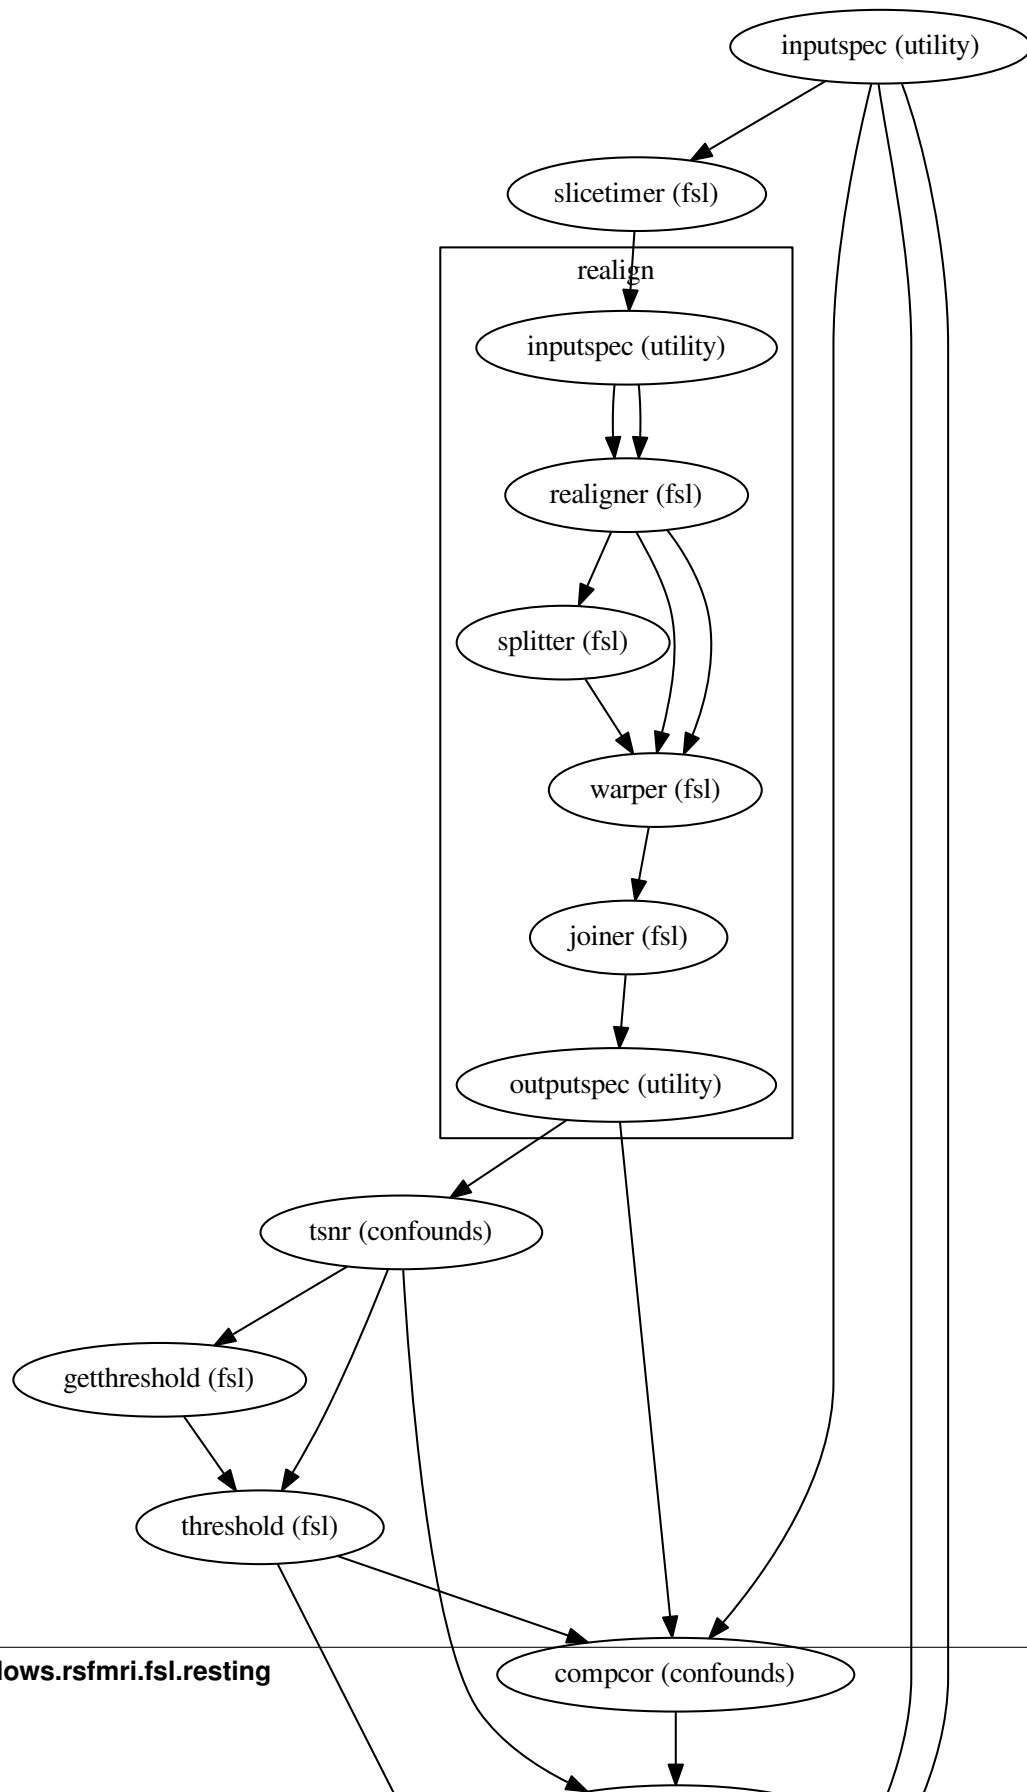 inputspec (utility)
slicetimer (fsl)
realign
inputspec (utility)
realigner (fsl)
splitter (fsl)
warper (fsl)
joiner (fsl)
outputspec (utility)
tsnr (confounds)
getthreshold (fsl)
threshold (fsl)
lows.rsfmri.fsl.resting
compcor (confounds)